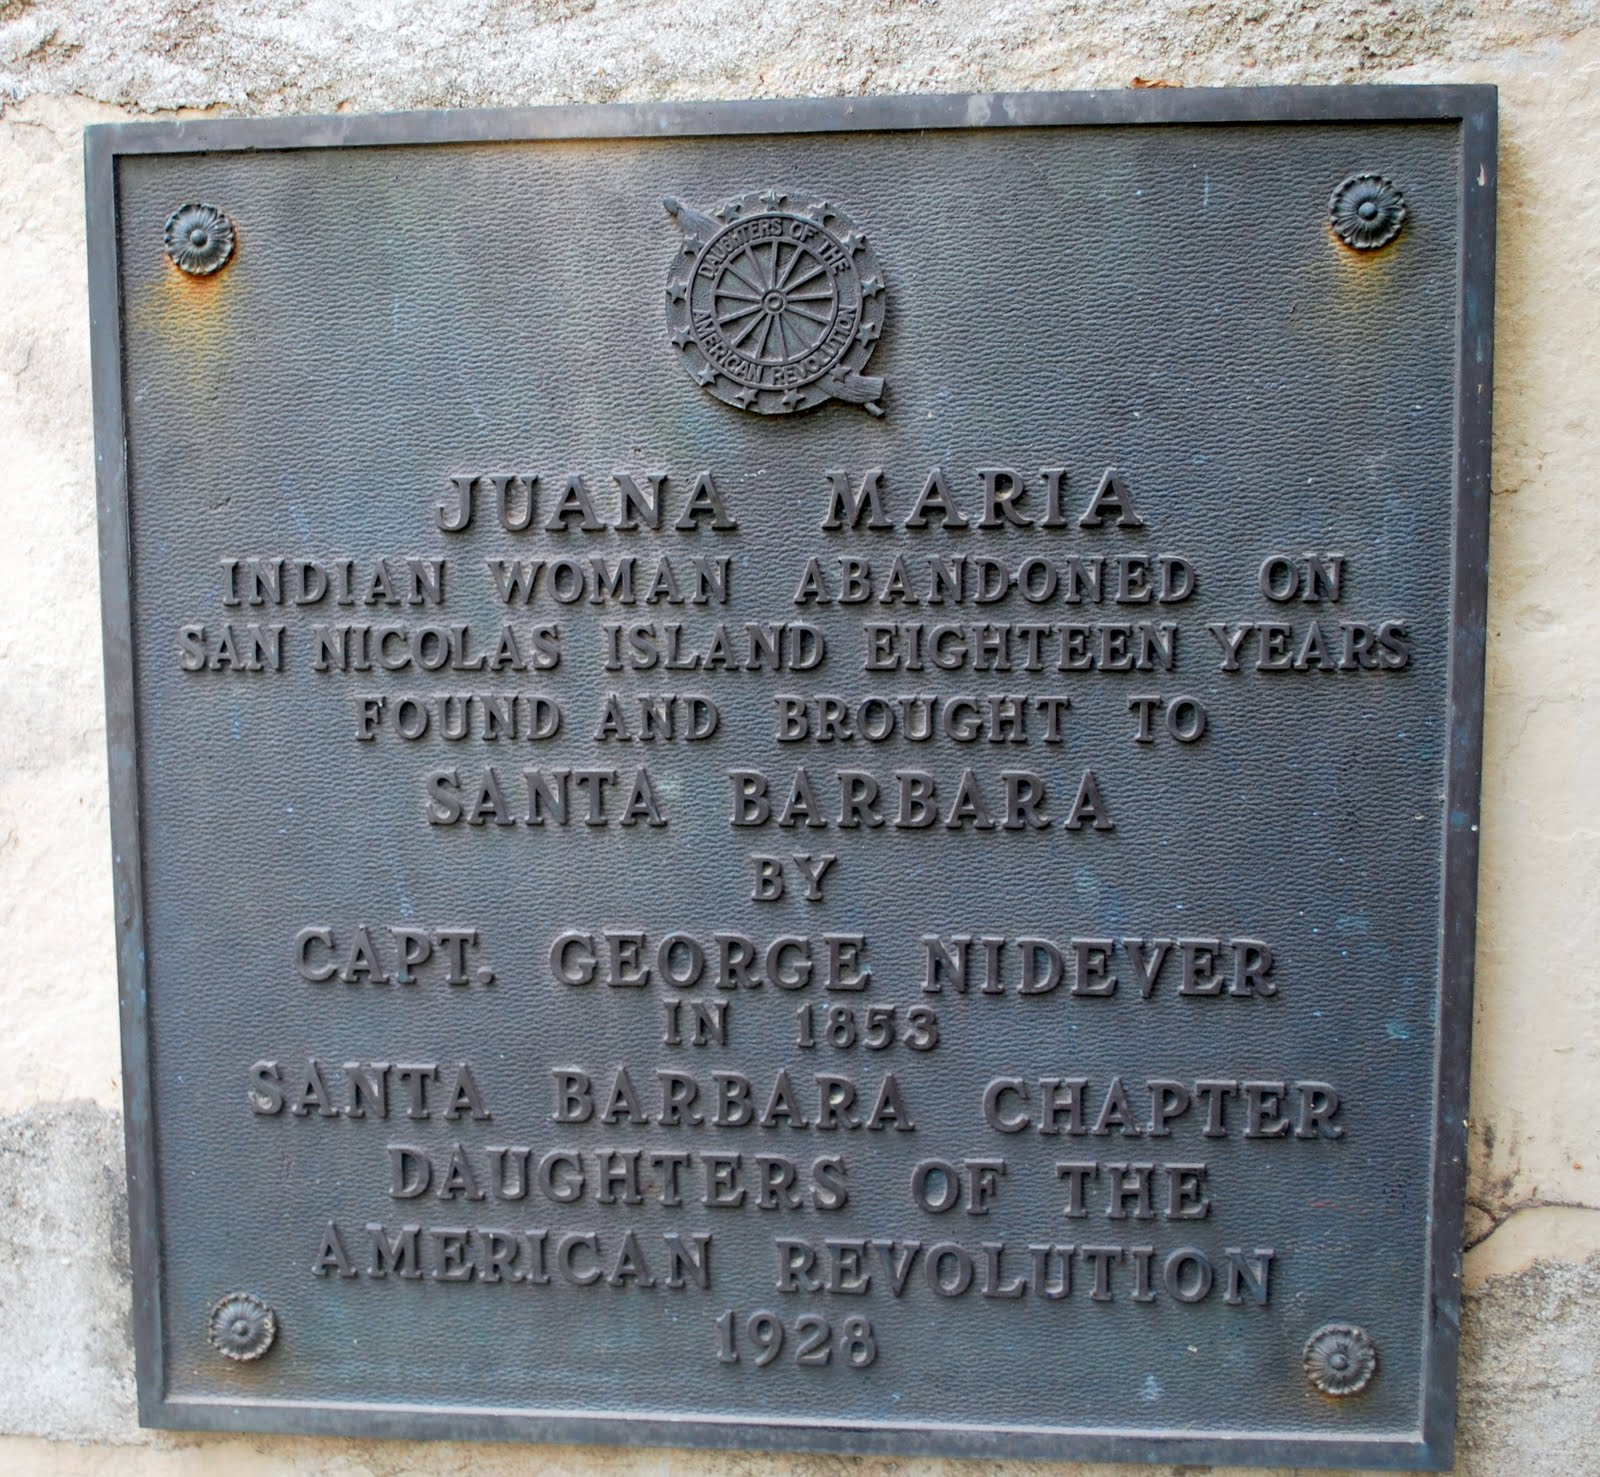 DAUGHTERS OF THE
AMERICAN REVOLUTION
JUANA MARIA
INDIAN WOMAN ABANDONED ON
SAN NICOLAS ISLAND EIGHTEEN YEARS
FOUND AND BROUGHT TO
SANTA BARBARA
BY
CAPT. GEORGE NIDEVER
IN 1853
SANTA BARBARA CHAPTER
DAUGHTERS OF THE
AMERICAN REVOLUTION
1928